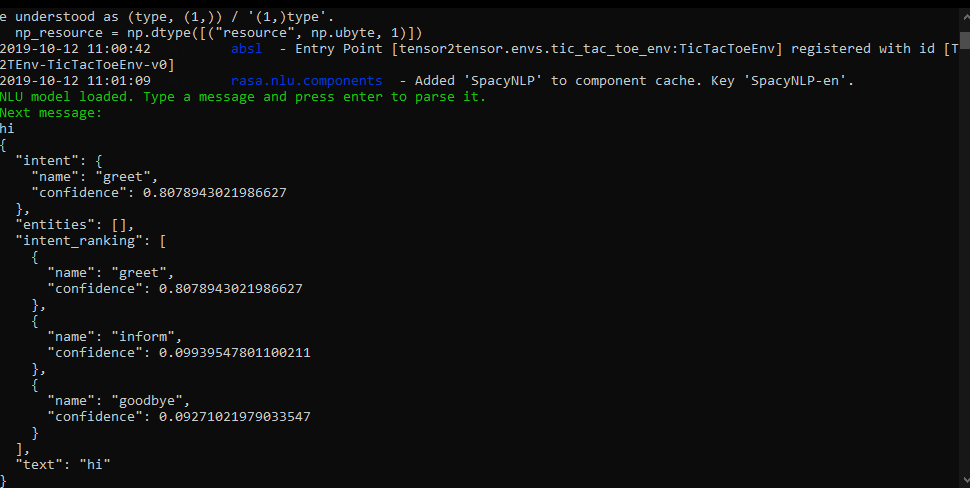 e understood as (type, (1,)) / '(1,)type'.
  np_resource = np.dtype([("resource", np.ubyte, 1)])
2019-10-12 11:00:42          absl  - Entry Point [tensor2tensor.envs.tic_tac_toe_env:TicTacToeEnv] registered with id [T
2TEnv-TicTacToeEnv-v0]
2019-10-12 11:01:09          rasa.nlu.components  - Added 'SpacyNLP' to component cache. Key 'SpacyNLP-en'.
NLU model loaded. Type a message and press enter to parse it.
Next message:
hi
{
  "intent": {
    "name": "greet",
    "confidence": 0.8078943021986627
  },
  "entities": [],
  "intent_ranking": [
    {
      "name": "greet",
      "confidence": 0.8078943021986627
    },
    {
      "name": "inform",
      "confidence": 0.09939547801100211
    },
    {
      "name": "goodbye",
      "confidence": 0.09271021979033547
    }
  ],
  "text": "hi"
}